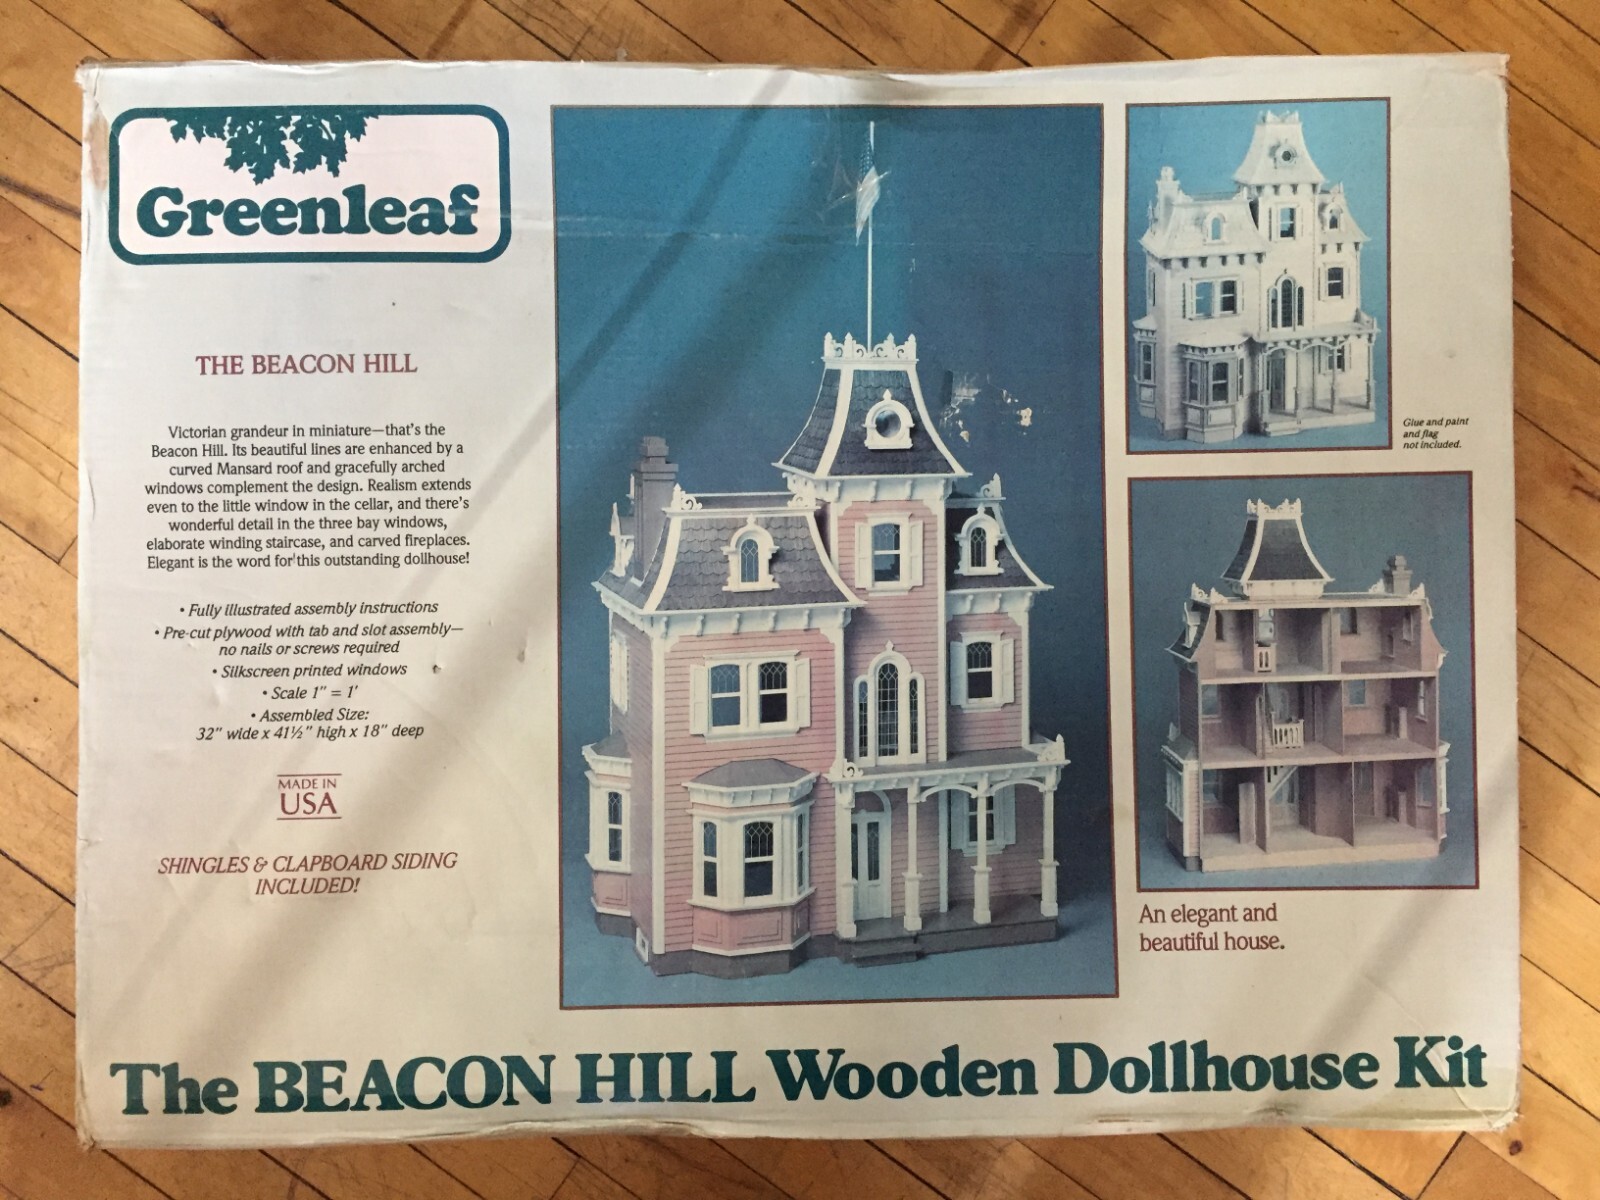 Greenleaf
THE BEACON HILL
Victorian grandeur in miniature—that's the
Beacon Hill. Its beautiful lines are enhanced by a
curved Mansard roof and gracefully arched
windows complement the design. Realism extends
even to the little window in the cellar, and there's
wonderful detail in the three bay windows,
elaborate winding staircase, and carved fireplaces.
Elegant is the word for this outstanding dollhouse!
• Fully illustrated assembly instructions
• Pre-cut plywood with tab and slot assembly—
no nails or screws required
• Silkscreen printed windows
• Scale 1" = 1'
• Assembled Size:
32" wide x 41½" high x 18" deep
MADE IN
USA
SHINGLES & CLAPBOARD SIDING
INCLUDED!
Glue and paint
and flag
not included.
An elegant and
beautiful house.
The BEACON HILL Wooden Dollhouse Kit